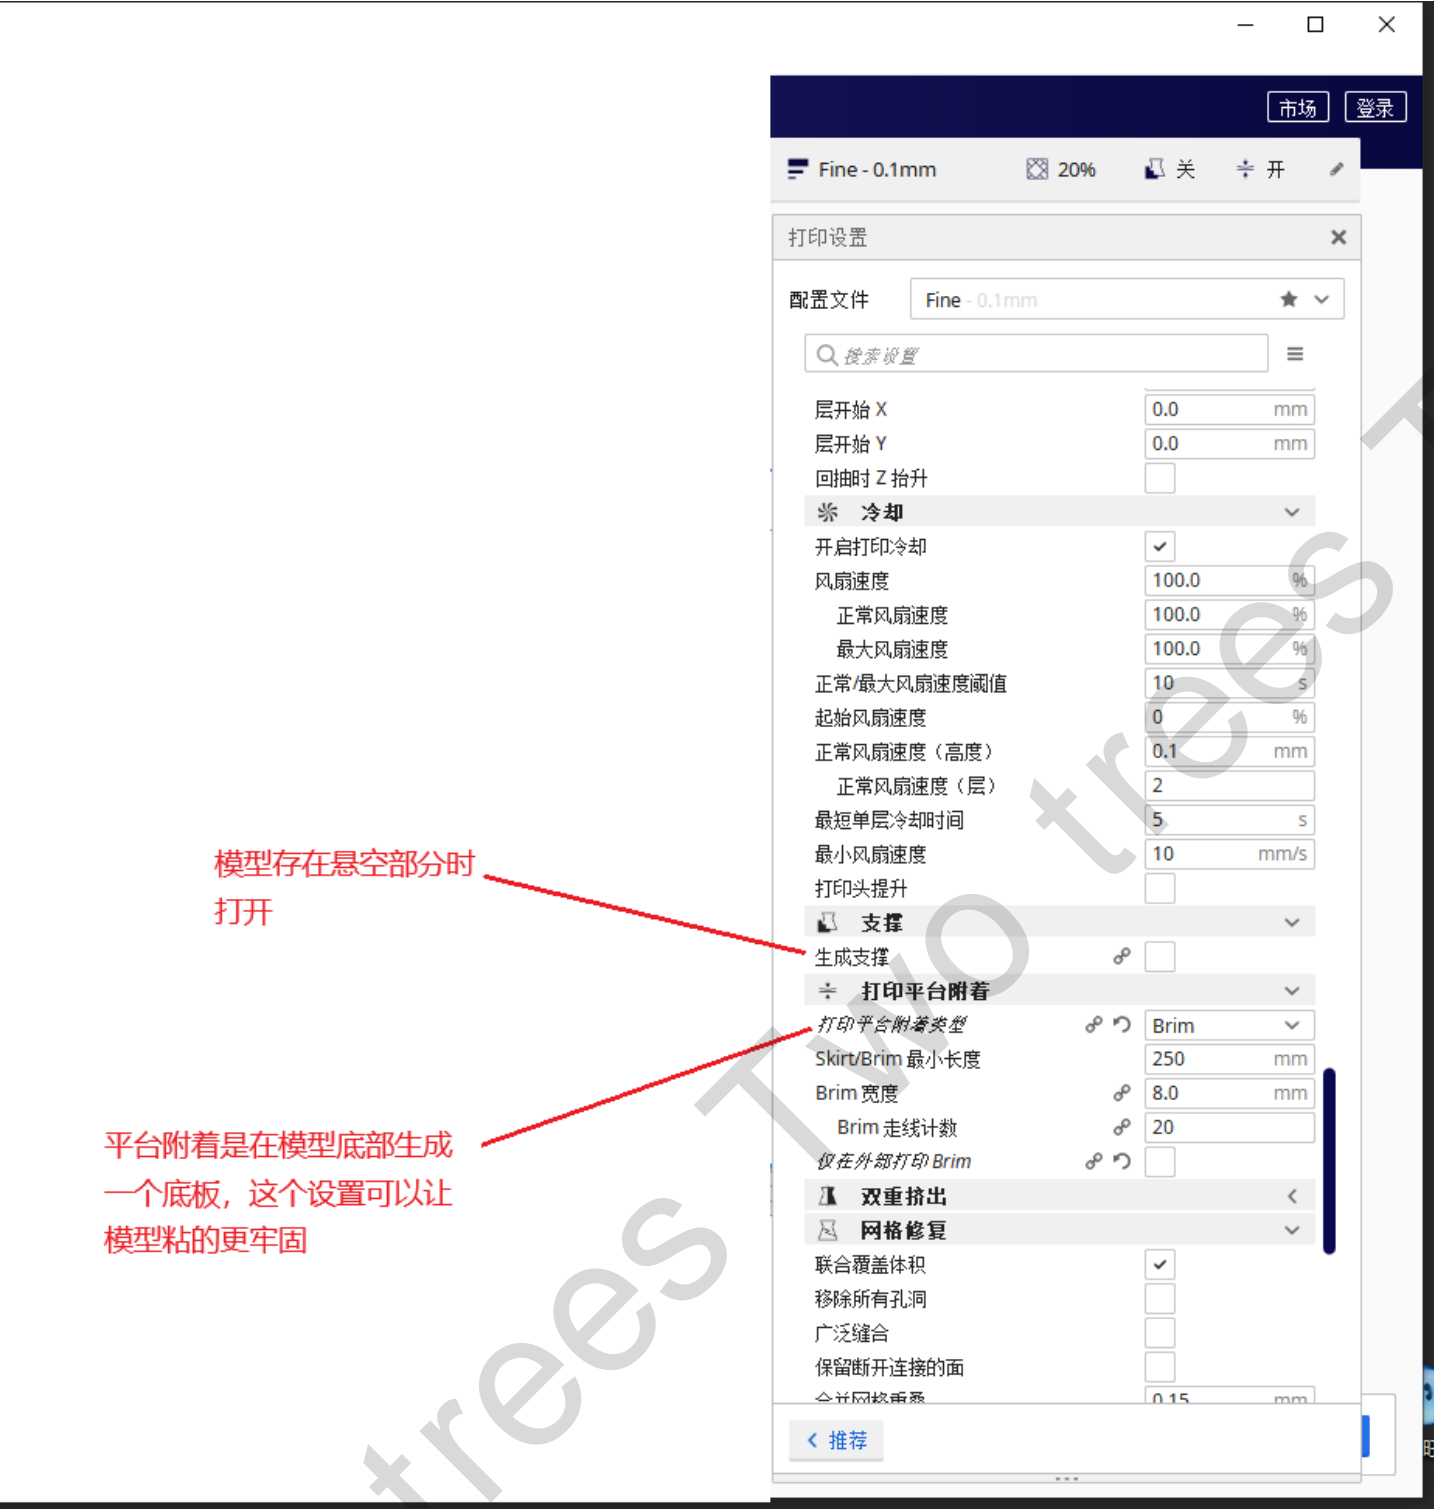 市场 登录
Fine - 0.1mm 20% 关 开
打印设置
配置文件 Fine - 0.1mm
搜索设置
层开始 X 0.0 mm
层开始 Y 0.0 mm
回抽时 Z 抬升
冷却
开启打印冷却
风扇速度 100.0 %
正常风扇速度 100.0 %
最大风扇速度 100.0 %
正常/最大风扇速度阈值 10 s
起始风扇速度 0 %
正常风扇速度（高度） 0.1 mm
正常风扇速度（层） 2
最短单层冷却时间 5 s
最小风扇速度 10 mm/s
打印头提升
支撑
生成支撑
打印平台附着
打印平台附着类型 Brim
Skirt/Brim 最小长度 250 mm
Brim 宽度 8.0 mm
Brim 走线计数 20
仅在外部打印 Brim
双重挤出
网格修复
联合覆盖体积
移除所有孔洞
广泛缝合
保留断开连接的面
合并网格重叠 0.15 mm
推荐
模型存在悬空部分时
打开
平台附着是在模型底部生成
一个底板，这个设置可以让
模型粘的更牢固
Two trees
trees